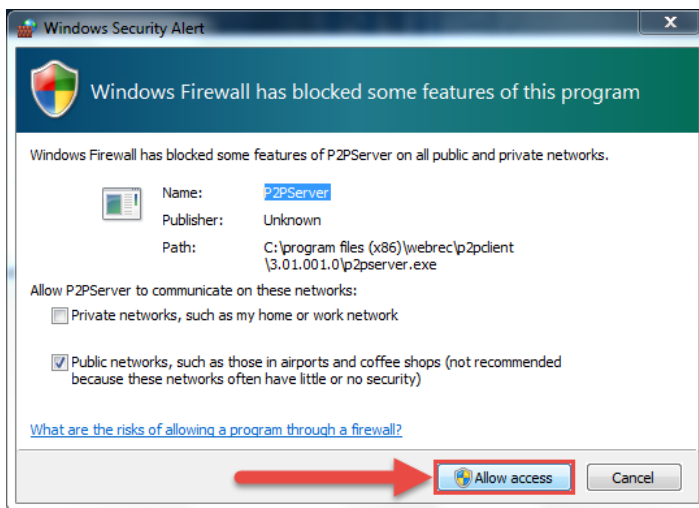 Windows Security Alert
x
Windows Firewall has blocked some features of this program
Windows Firewall has blocked some features of P2PServer on all public and private networks.
Name: P2PServer
Publisher: Unknown
Path: C:\program files (x86)\webrec\p2pclient
\3.01.001.0\p2pserver.exe
Allow P2PServer to communicate on these networks:
Private networks, such as my home or work network
Public networks, such as those in airports and coffee shops (not recommended
because these networks often have little or no security)
What are the risks of allowing a program through a firewall?
Allow access Cancel